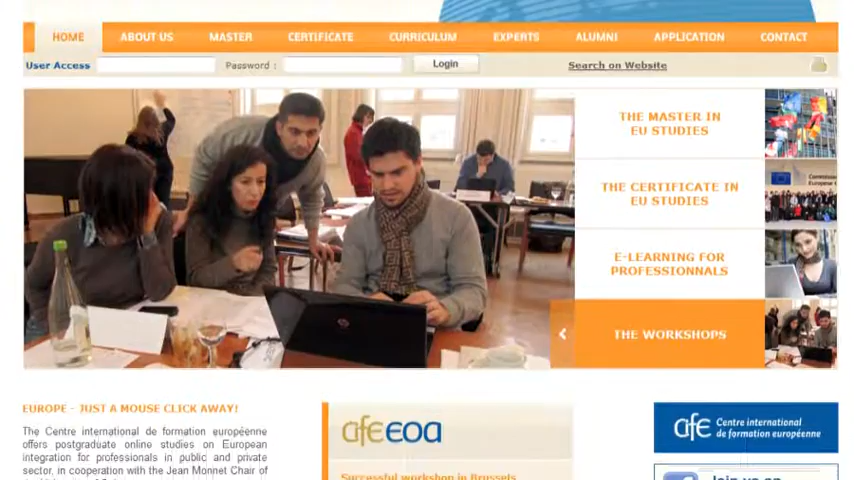 HOME ABOUT US MASTER CERTIFICATE CURRICULUM EXPERTS ALUMNI APPLICATION CONTACT
User Access Password : Login Search on Website
THE MASTER IN
EU STUDIES
THE CERTIFICATE IN
EU STUDIES
E-LEARNING FOR
PROFESSIONNALS
THE WORKSHOPS
EUROPE - JUST A MOUSE CLICK AWAY!
The Centre international de formation européenne
offers postgraduate online studies on European
integration for professionals in public and private
sector, in cooperation with the Jean Monnet Chair of
cife eoa
Successful workshop in Brussels
cife Centre international
de formation européenne
Join us on